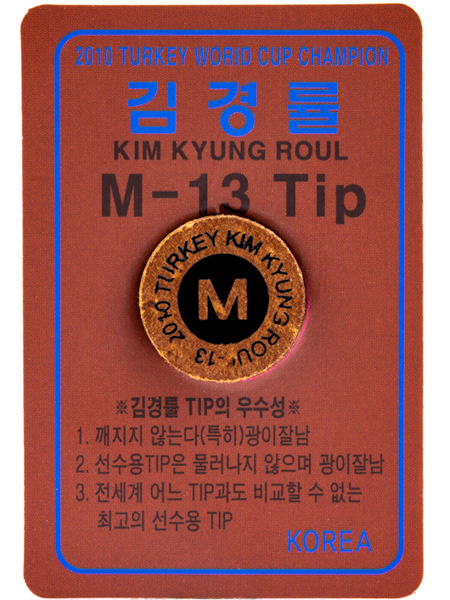 2010 TURKEY WORLD CUP CHAMPION
김경률
KIM KYUNG ROUL
M-13 Tip
2010 TURKEY KIM KYUNG ROU' -13
M
※김경률 TIP의 우수성※
1. 깨지지 않는다(특히)광이잘남
2. 선수용TIP은 물러나지 않으며 광이잘남
3. 전세계 어느 TIP과도 비교할 수 없는
최고의 선수용 TIP
KOREA